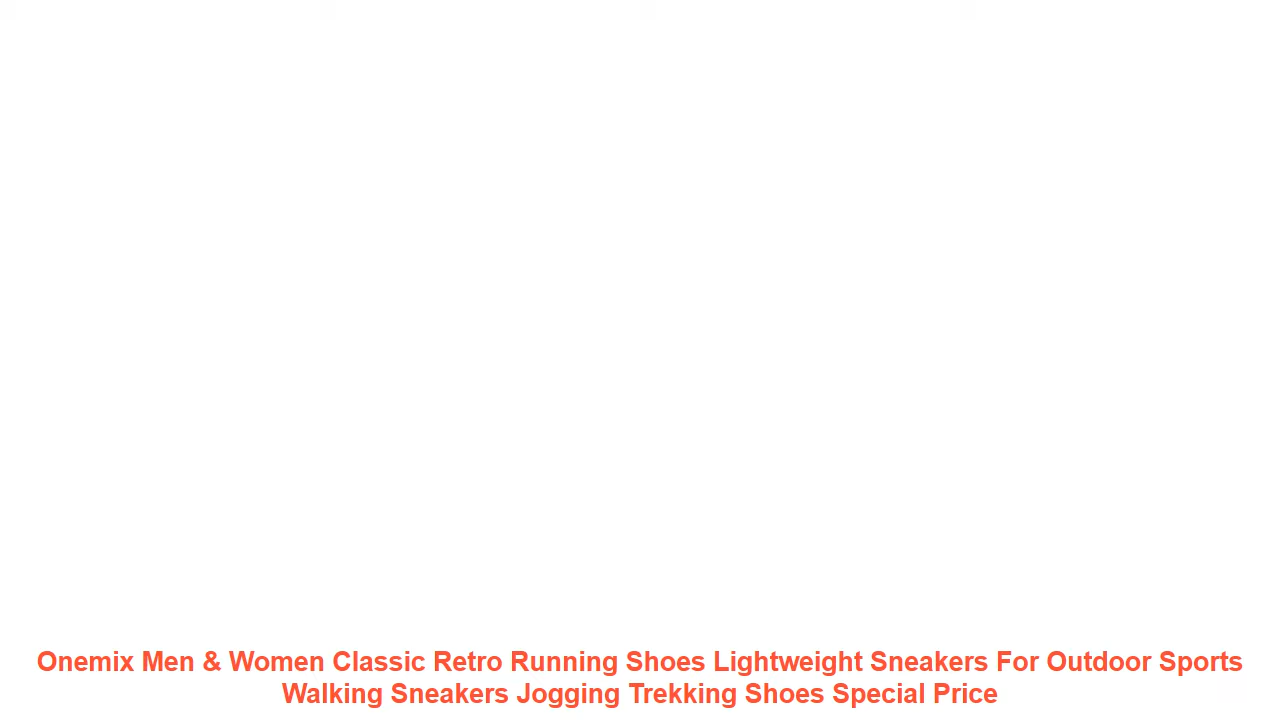 Onemix Men & Women Classic Retro Running Shoes Lightweight Sneakers For Outdoor Sports
Walking Sneakers Jogging Trekking Shoes Special Price